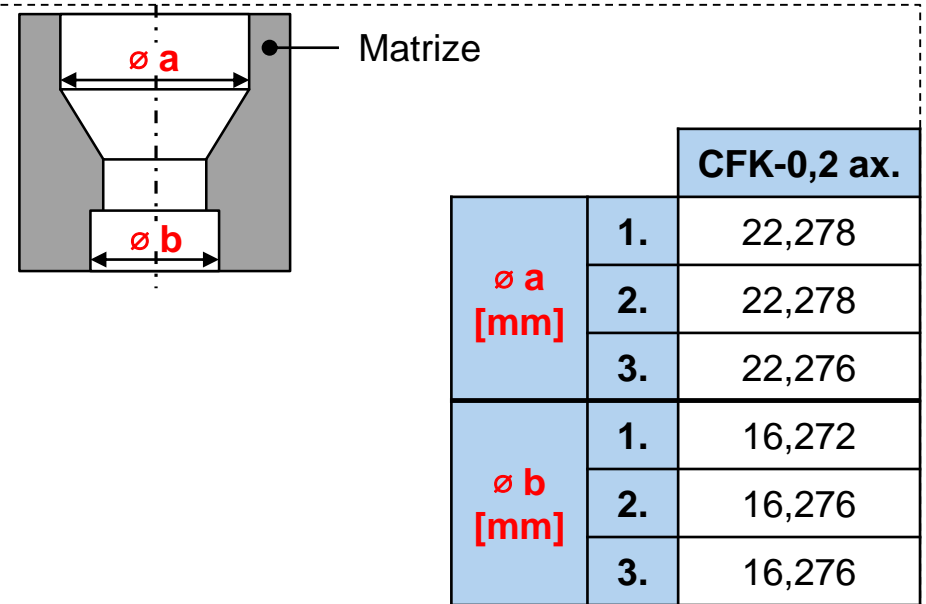 ⌀ a
Matrize
⌀ b
CFK-0,2 ax.
⌀ a
[mm]
1. 22,278
2. 22,278
3. 22,276
⌀ b
[mm]
1. 16,272
2. 16,276
3. 16,276